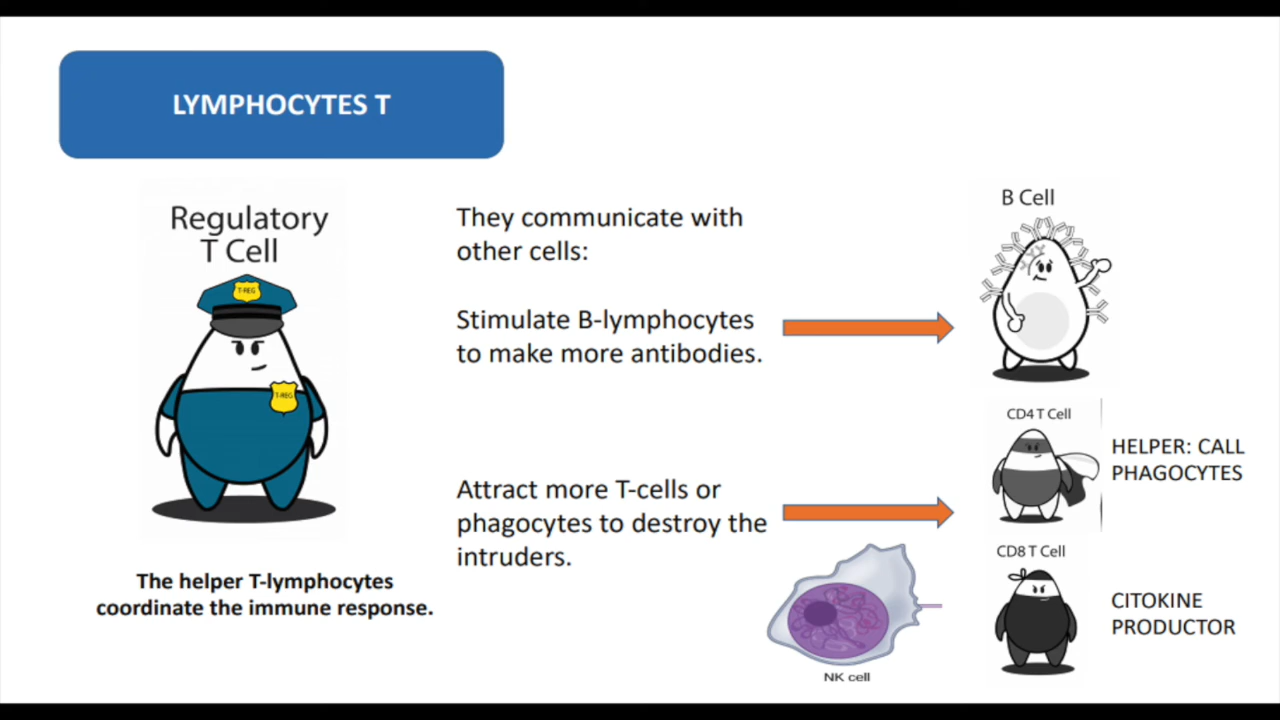 LYMPHOCYTES T
Regulatory
T Cell
T-REG
T-REG
The helper T-lymphocytes
coordinate the immune response.
They communicate with
other cells:
Stimulate B-lymphocytes
to make more antibodies.
Attract more T-cells or
phagocytes to destroy the
intruders.
B Cell
CD4 T Cell
HELPER: CALL
PHAGOCYTES
CD8 T Cell
CITOKINE
PRODUCTOR
NK cell